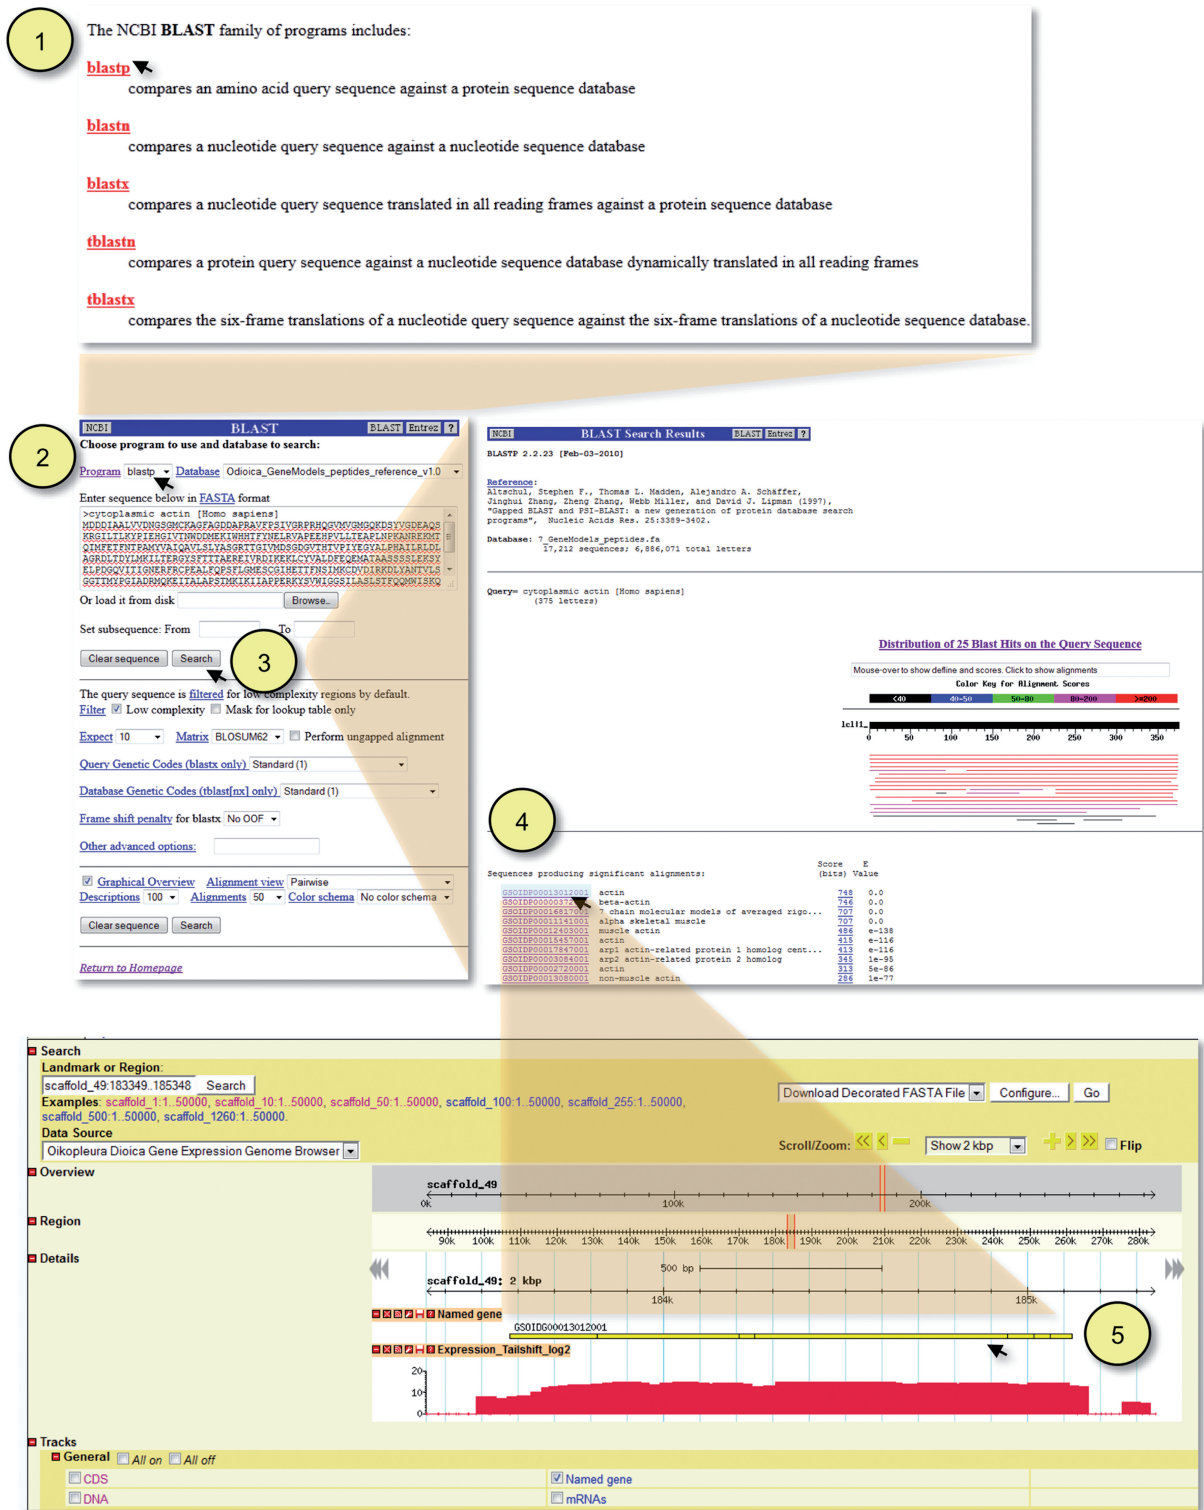 1
The NCBI BLAST family of programs includes:
blastp
compares an amino acid query sequence against a protein sequence database
blastn
compares a nucleotide query sequence against a nucleotide sequence database
blastx
compares a nucleotide query sequence translated in all reading frames against a protein sequence database
tblastn
compares a protein query sequence against a nucleotide sequence database dynamically translated in all reading frames
tblastx
compares the six-frame translations of a nucleotide query sequence against the six-frame translations of a nucleotide sequence database.
2
NCBI BLAST BLAST Entrez ?
Choose program to use and database to search:
Program blastp Database Odioica_GeneModels_peptides_reference_v1.0
Enter sequence below in FASTA format
>cytoplasmic actin [Homo sapiens]
MDDDIAALVVDNGSGMCKAGFAGDDAPRAVFPSIVGRPRHQGVMVGMGQKDSYVGDEAQS
KRGILTLKYPIEHGIVTNWDDMEKIWHHTFYNELRVAPEEHPVLLTEAPLNPKANREKMT
QIMFETFNTPAMYVAIQAVLSLYASGRTTGIVMDSGDGVTHTVPIYEGYALPHAILRLDL
AGRDLTDYLMKILTERGYSFTTTAEREIVRDIKEKLCYVALDFEQEMATAASSSSLEKSY
ELPDGQVITIGNERFRCPEALFQPSFLGMESCGIHETTFNSIMKCDVDIRKDLYANTVLS
GGTTMYPGIADRMQKEITALAPSTMKIKIIAPPERKYSVWIGGSILASLSTFQQMWISKQ
Or load it from disk Browse..
Set subsequence: From To
Clear sequence Search
3
The query sequence is filtered for low complexity regions by default.
Filter Low complexity Mask for lookup table only
Expect 10 Matrix BLOSUM62 Perform ungapped alignment
Query Genetic Codes (blastx only) Standard (1)
Database Genetic Codes (tblast[nx] only) Standard (1)
Frame shift penalty for blastx No OOF
Other advanced options:
Graphical Overview Alignment view Pairwise
Descriptions 100 Alignments 50 Color schema No color schema
Clear sequence Search
Return to Homepage
NCBI BLAST Search Results BLAST Entrez ?
BLASTP 2.2.23 [Feb-03-2010]
Reference:
Altschul, Stephen F., Thomas L. Madden, Alejandro A. Schäffer,
Jinghui Zhang, Zheng Zhang, Webb Miller, and David J. Lipman (1997),
"Gapped BLAST and PSI-BLAST: a new generation of protein database search
programs", Nucleic Acids Res. 25:3389-3402.
Database: 7_GeneModels_peptides.fa
17,212 sequences; 6,886,071 total letters
Query= cytoplasmic actin [Homo sapiens]
(375 letters)
Distribution of 25 Blast Hits on the Query Sequence
Mouse-over to show defline and scores. Click to show alignments
Color Key for Alignment Scores
<40 40-50 50-80 80-200 >=200
lcl|1_
0 50 100 150 200 250 300 350
4
Score E
Sequences producing significant alignments: (bits) Value
GSOIDP00013012001 actin 748 0.0
GSOIDP000037 beta-actin 746 0.0
GSOIDP00016817001 7 chain molecular models of averaged rigo... 707 0.0
GSOIDP00011141001 alpha skeletal muscle 707 0.0
GSOIDP00012403001 muscle actin 486 e-138
GSOIDP00015457001 actin 415 e-116
GSOIDP00017847001 arp1 actin-related protein 1 homolog cent... 413 e-116
GSOIDP00003084001 arp2 actin-related protein 2 homolog 345 1e-95
GSOIDP00002720001 actin 313 5e-86
GSOIDP00013080001 non-muscle actin 286 1e-77
Search
Landmark or Region:
scaffold_49:183349..185348 Search
Examples: scaffold_1:1..50000, scaffold_10:1..50000, scaffold_50:1..50000, scaffold_100:1..50000, scaffold_255:1..50000,
scaffold_500:1..50000, scaffold_1260:1..50000.
Download Decorated FASTA File Configure... Go
Data Source
Oikopleura Dioica Gene Expression Genome Browser
Scroll/Zoom: << < Show 2 kbp > >> Flip
Overview
scaffold_49
0k 100k 200k
Region
90k 100k 110k 120k 130k 140k 150k 160k 170k 180k 190k 200k 210k 220k 230k 240k 250k 260k 270k 280k
Details
500 bp
scaffold_49: 2 kbp
184k 185k
Named gene
GSOIDG00013012001
5
Expression_Tailshift_log2
20
10
0
Tracks
General All on All off
CDS Named gene
DNA mRNAs